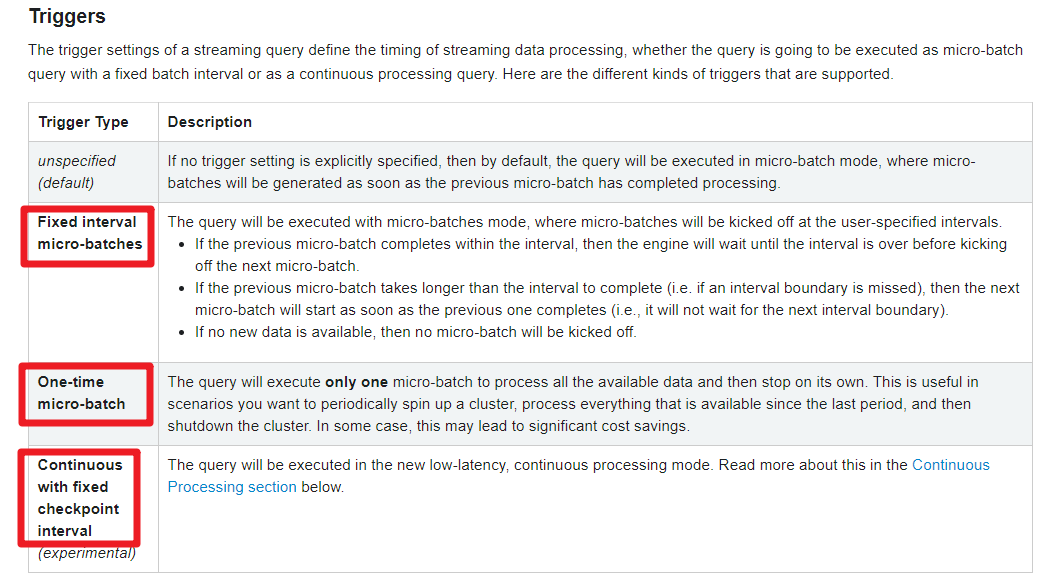 Triggers
The trigger settings of a streaming query define the timing of streaming data processing, whether the query is going to be executed as micro-batch
query with a fixed batch interval or as a continuous processing query. Here are the different kinds of triggers that are supported.
Trigger Type
Description
unspecified
(default)
If no trigger setting is explicitly specified, then by default, the query will be executed in micro-batch mode, where micro-
batches will be generated as soon as the previous micro-batch has completed processing.
Fixed interval
micro-batches
The query will be executed with micro-batches mode, where micro-batches will be kicked off at the user-specified intervals.
• If the previous micro-batch completes within the interval, then the engine will wait until the interval is over before kicking
off the next micro-batch.
• If the previous micro-batch takes longer than the interval to complete (i.e. if an interval boundary is missed), then the next
micro-batch will start as soon as the previous one completes (i.e., it will not wait for the next interval boundary).
• If no new data is available, then no micro-batch will be kicked off.
One-time
micro-batch
The query will execute only one micro-batch to process all the available data and then stop on its own. This is useful in
scenarios you want to periodically spin up a cluster, process everything that is available since the last period, and then
shutdown the cluster. In some case, this may lead to significant cost savings.
Continuous
with fixed
checkpoint
interval
(experimental)
The query will be executed in the new low-latency, continuous processing mode. Read more about this in the Continuous
Processing section below.